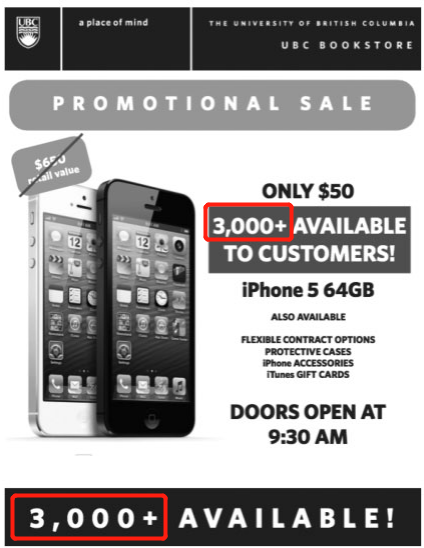 UBC
a place of mind
THE UNIVERSITY OF BRITISH COLUMBIA
UBC BOOKSTORE
PROMOTIONAL SALE
$650
retail value
ONLY $50
3,000+ AVAILABLE
TO CUSTOMERS!
iPhone 5 64GB
ALSO AVAILABLE
FLEXIBLE CONTRACT OPTIONS
PROTECTIVE CASES
iPhone ACCESSORIES
iTunes GIFT CARDS
DOORS OPEN AT
9:30 AM
3,000+ AVAILABLE!